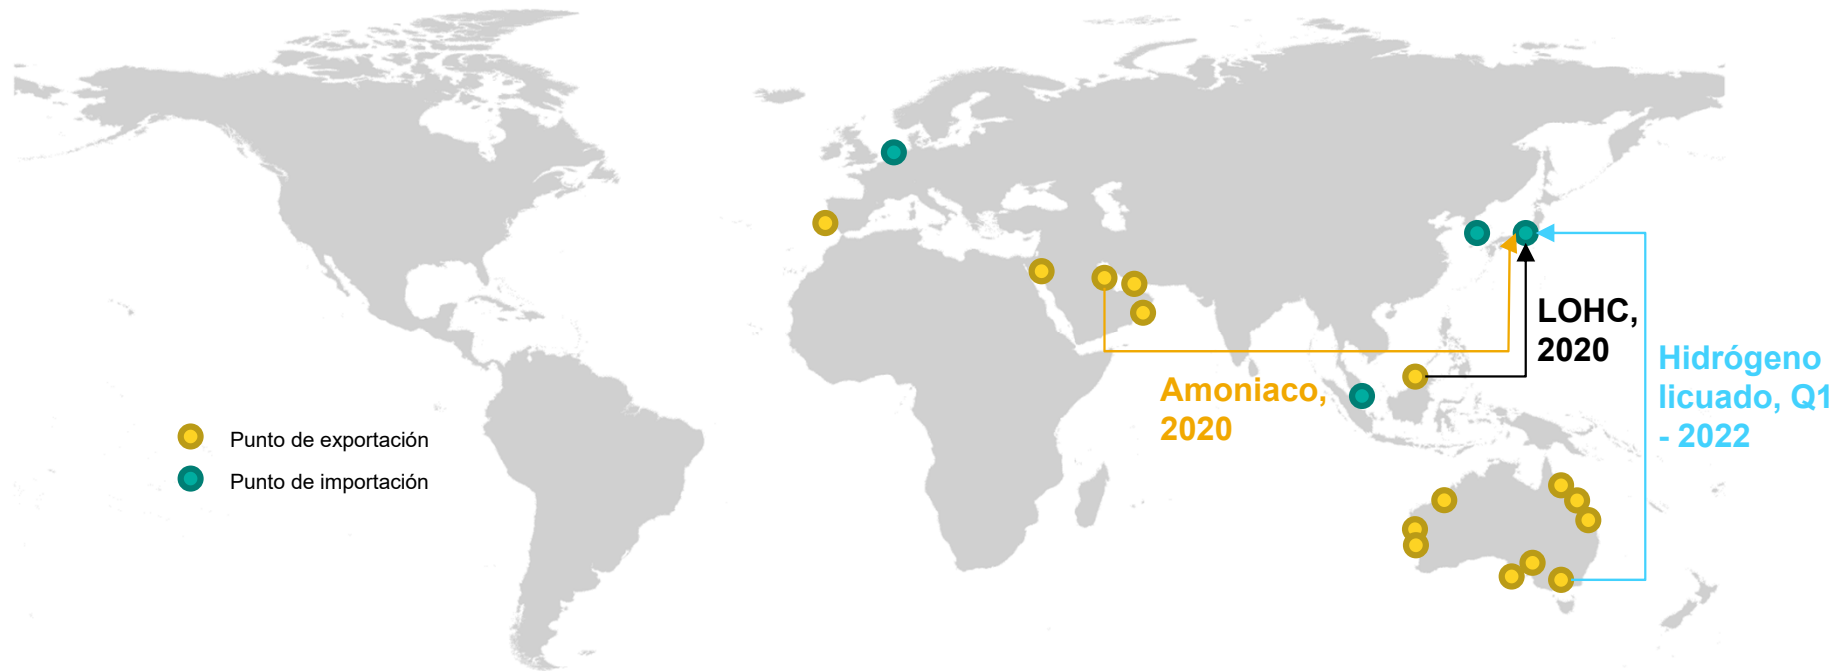 LOHC,
2020
Hidrógeno
licuado, Q1
- 2022
Amoniaco,
2020
Punto de exportación
Punto de importación